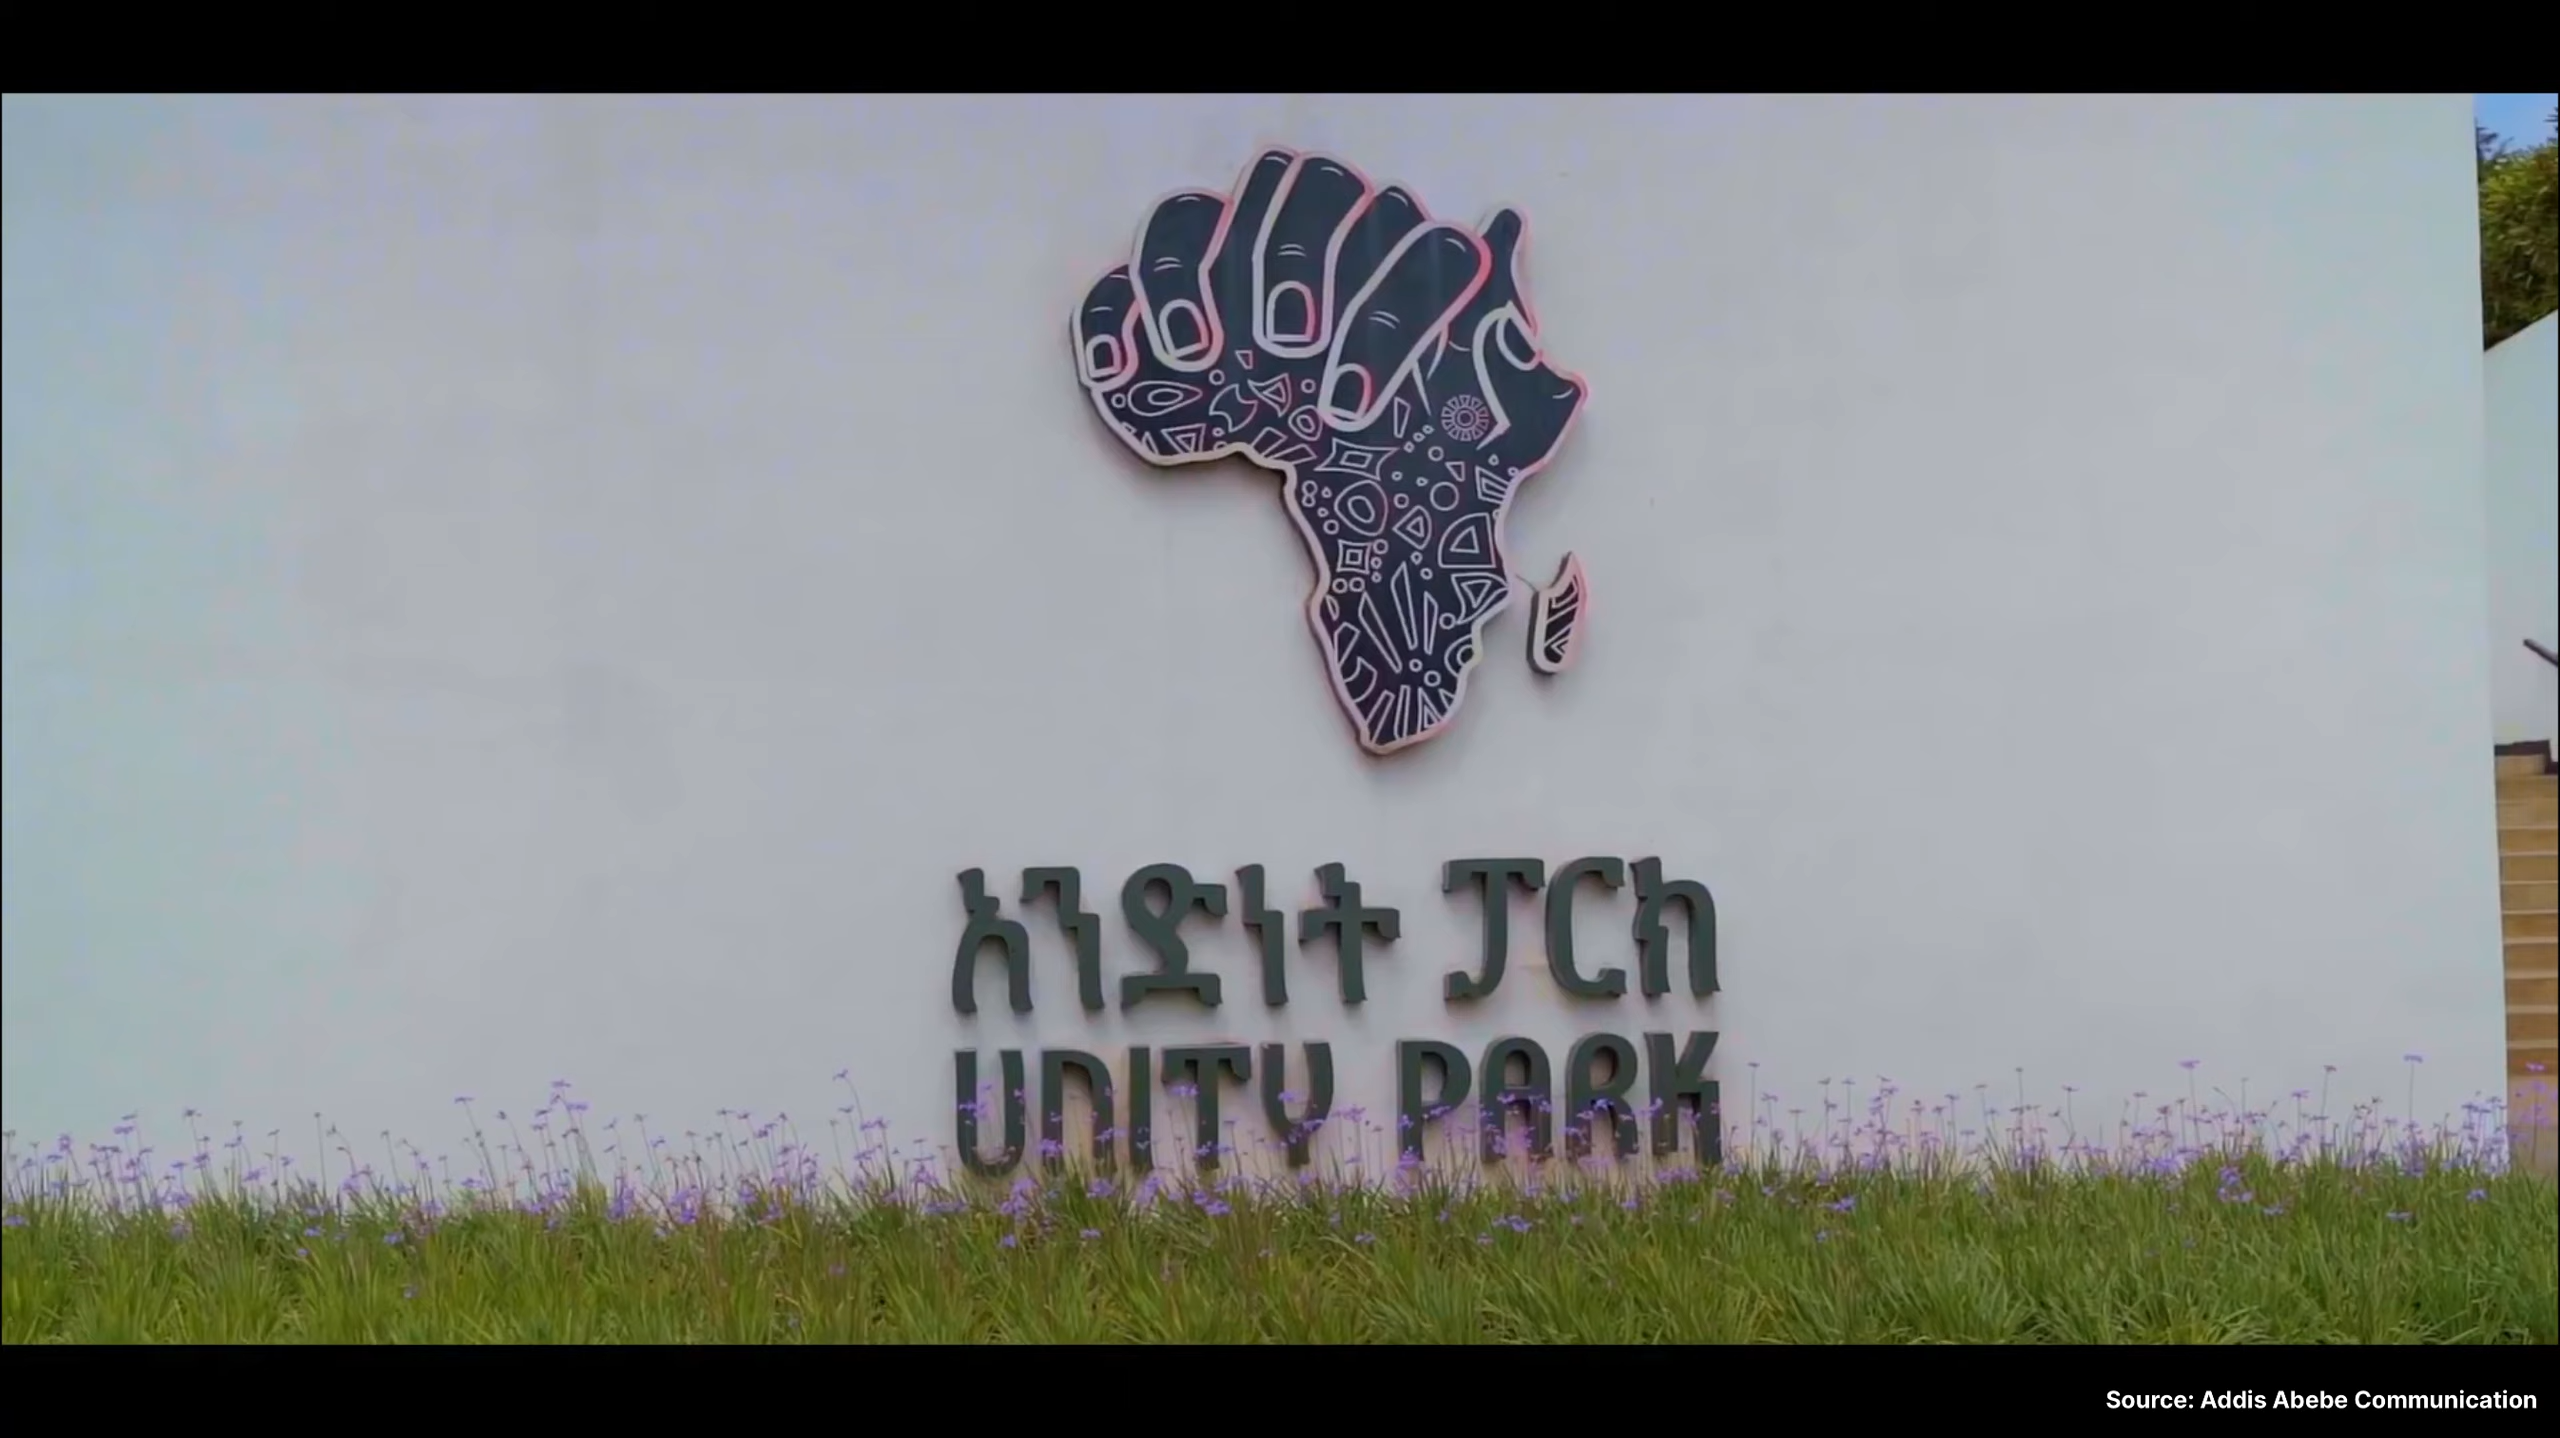 አንድነት ፓርክ
UNITY PARK
Source: Addis Abebe Communication